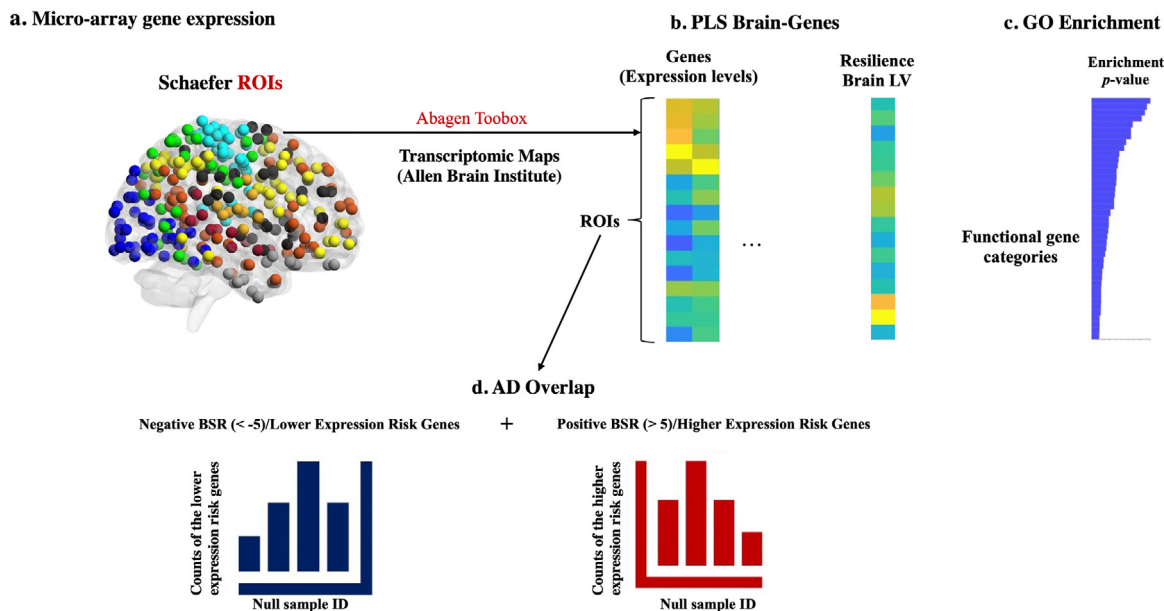 a. Micro-array gene expression
b. PLS Brain-Genes
c. GO Enrichment
Schaefer ROIs
Abagen Toobox
Transcriptomic Maps
(Allen Brain Institute)
Genes
(Expression levels)
Resilience
Brain LV
ROIs
...
Enrichment
p-value
Functional gene
categories
d. AD Overlap
Negative BSR (< -5)/Lower Expression Risk Genes
+
Positive BSR (> 5)/Higher Expression Risk Genes
Counts of the lower
expression risk genes
Null sample ID
Counts of the higher
expression risk genes
Null sample ID